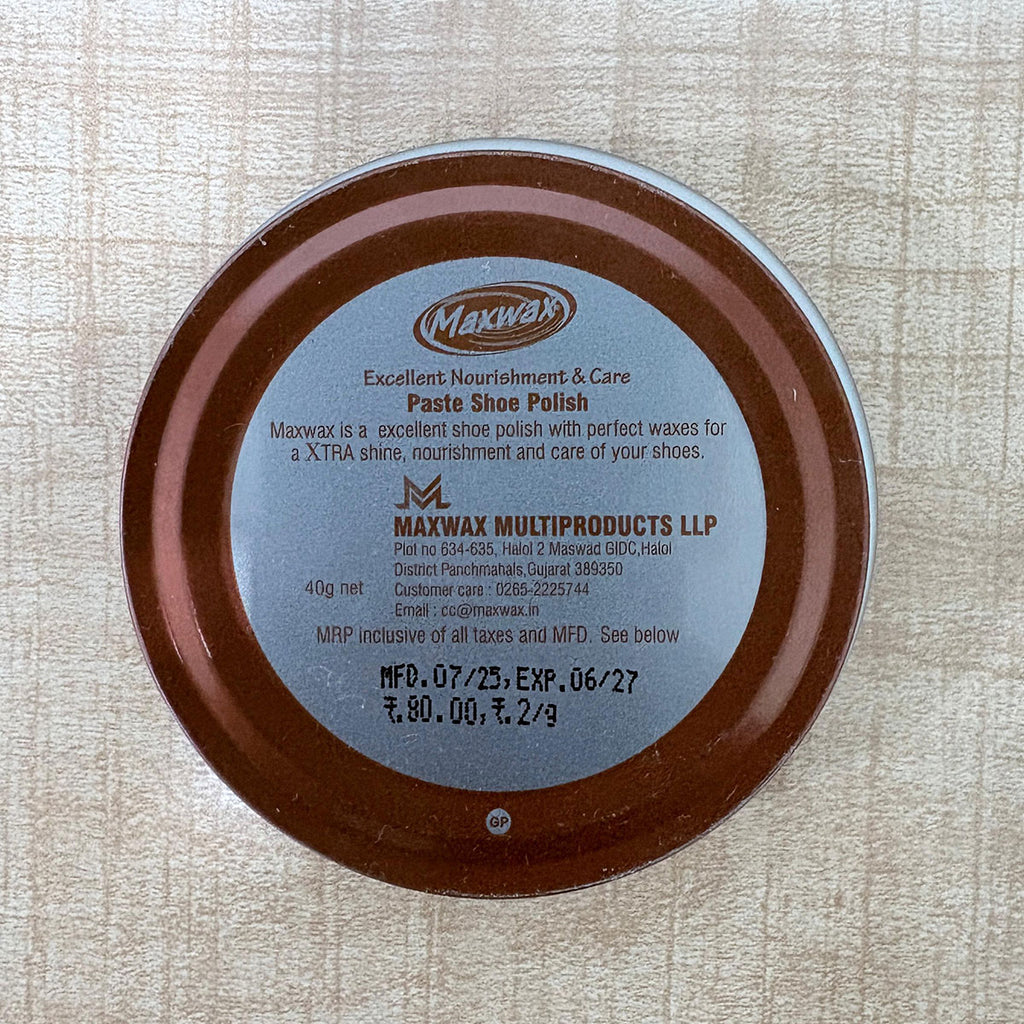 Maxwax
Excellent Nourishment & Care
Paste Shoe Polish
Maxwax is a excellent shoe polish with perfect waxes for
a XTRA shine, nourishment and care of your shoes.
MAXWAX MULTIPRODUCTS LLP
Plot no 634-635, Halol 2 Maswad GIDC,Halol
District Panchmahals,Gujarat 389350
40g net
Customer care : 0265-2225744
Email : cc@maxwax.in
MRP inclusive of all taxes and MFD. See below
MFD.07/25,EXP.06/27
₹.80.00,₹.2/g
GP